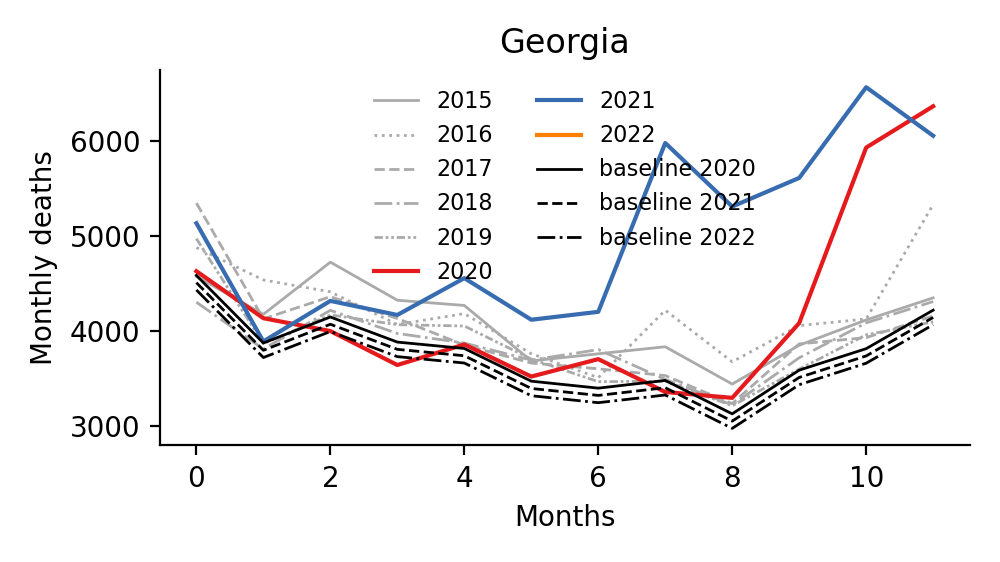 Georgia
Monthly deaths
6000
5000
4000
3000
2015
2016
2017
2018
2019
2020
2021
2022
baseline 2020
baseline 2021
baseline 2022
0 2 4 6 8 10
Months